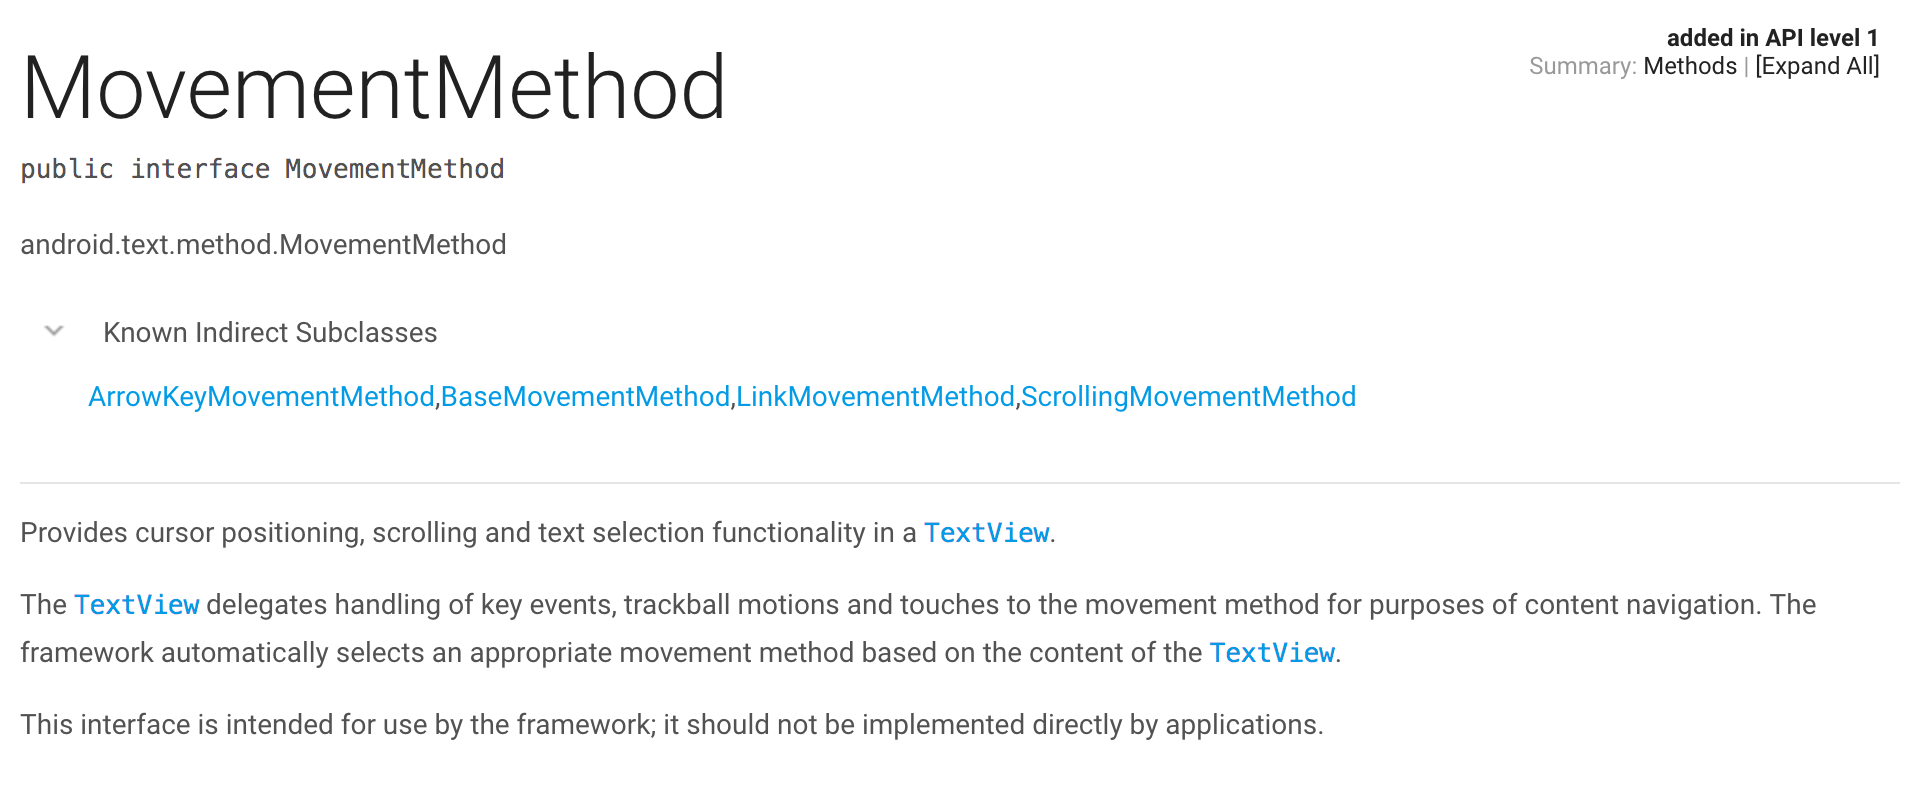 MovementMethod
added in API level 1
Summary: Methods | [Expand All]
public interface MovementMethod
android.text.method.MovementMethod
Known Indirect Subclasses
ArrowKeyMovementMethod,BaseMovementMethod,LinkMovementMethod,ScrollingMovementMethod
Provides cursor positioning, scrolling and text selection functionality in a TextView.
The TextView delegates handling of key events, trackball motions and touches to the movement method for purposes of content navigation. The
framework automatically selects an appropriate movement method based on the content of the TextView.
This interface is intended for use by the framework; it should not be implemented directly by applications.